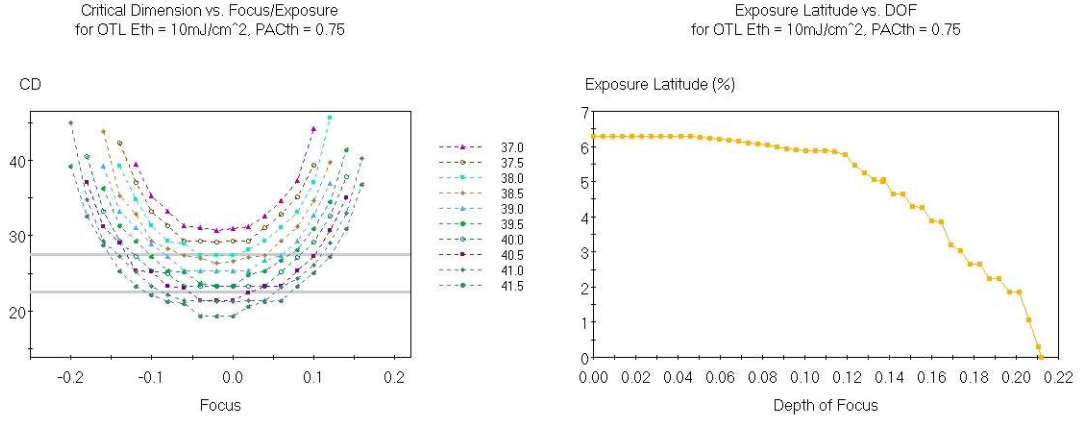 Critical Dimension vs. Focus/Exposure
for OTL Eth = 10mJ/cm^2, PACth = 0.75
CD
40
30
20
-0.2 -0.1 0.0 0.1 0.2
Focus
37.0
37.5
38.0
38.5
39.0
39.5
40.0
40.5
41.0
41.5
Exposure Latitude vs. DOF
for OTL Eth = 10mJ/cm^2, PACth = 0.75
Exposure Latitude (%)
7
6
5
4
3
2
1
0
0.00 0.02 0.04 0.06 0.08 0.10 0.12 0.14 0.16 0.18 0.20 0.22
Depth of Focus